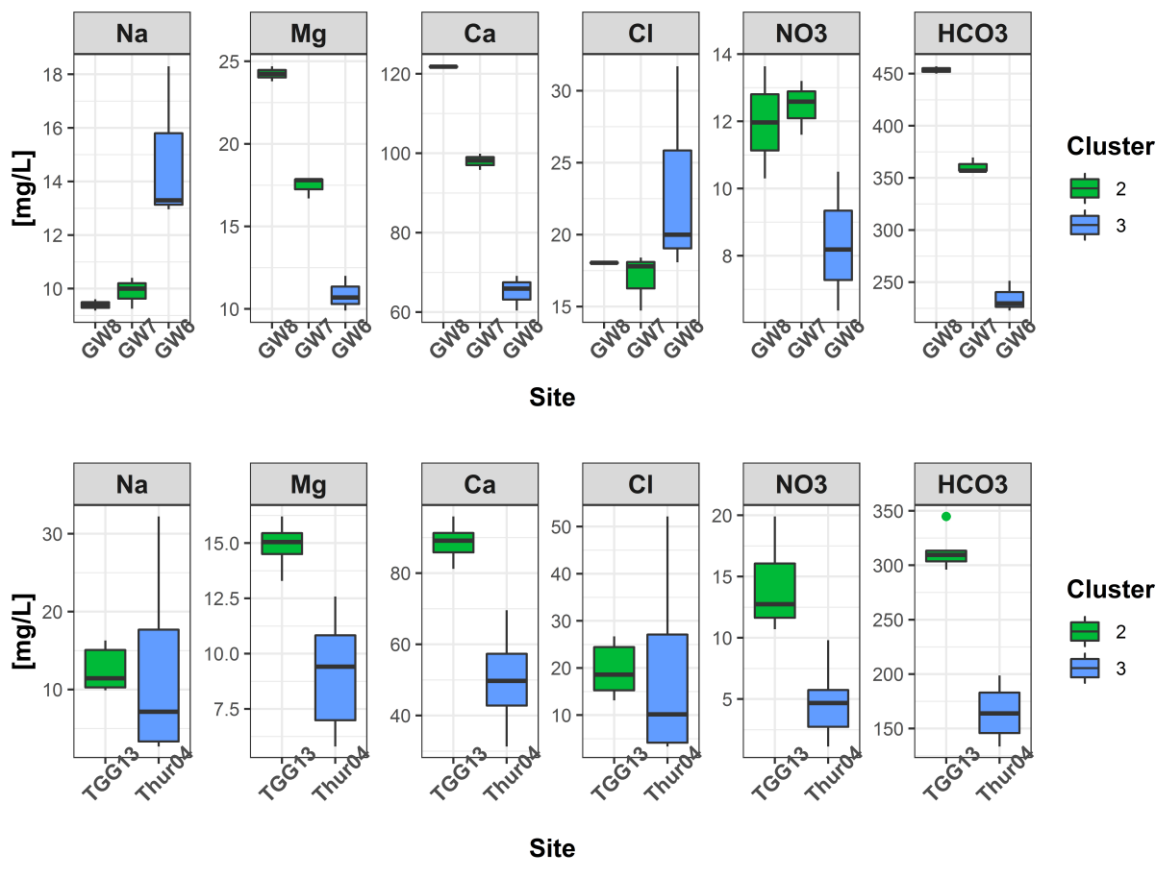 Na Mg Ca Cl NO3 HCO3
[mg/L]
18 16 14 12 10
25 20 15 10
120 100 80 60
30 25 20 15
14 12 10 8
450 400 350 300 250
GW8 GW7 GW6 GW8 GW7 GW6 GW8 GW7 GW6 GW8 GW7 GW6 GW8 GW7 GW6 GW8 GW7 GW6
Site
Cluster
2
3
Na Mg Ca Cl NO3 HCO3
[mg/L]
30 20 10
15.0 12.5 10.0 7.5
80 60 40
50 40 30 20 10
20 15 10 5
350 300 250 200 150
TGG13 Thur04 TGG13 Thur04 TGG13 Thur04 TGG13 Thur04 TGG13 Thur04 TGG13 Thur04
Site
Cluster
2
3